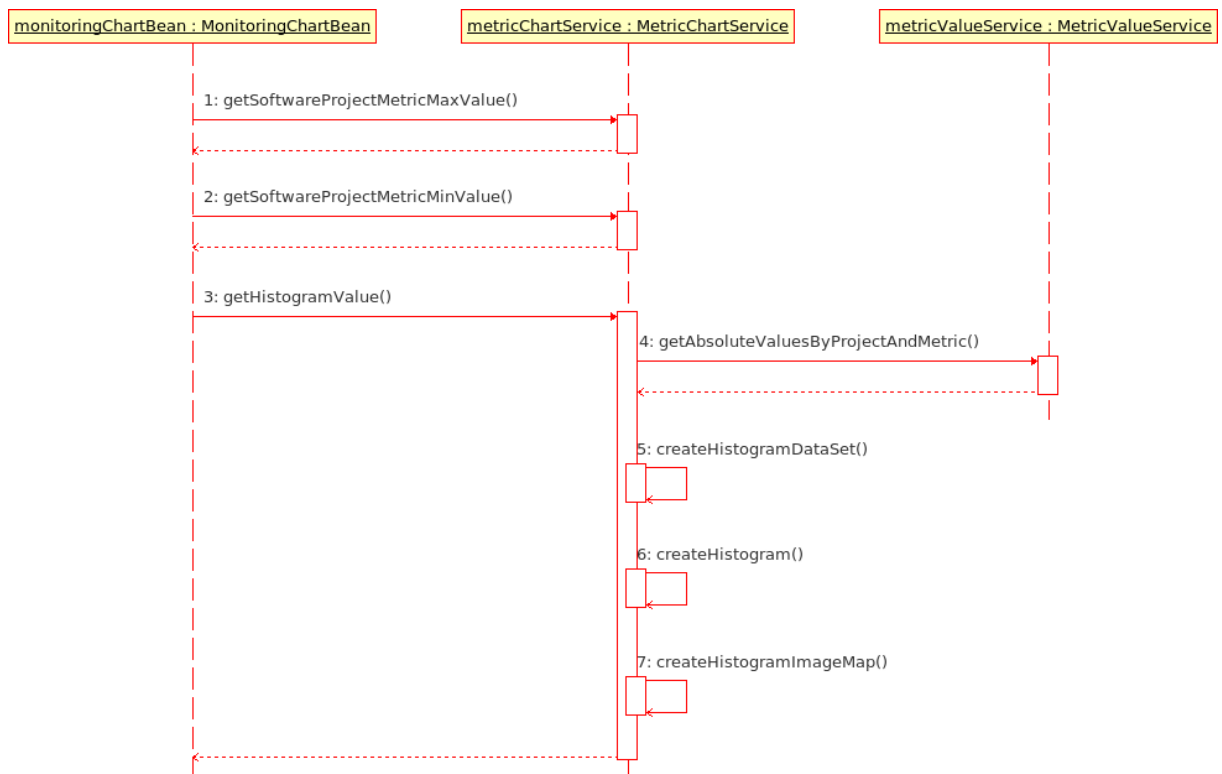 monitoringChartBean : MonitoringChartBean
metricChartService : MetricChartService
metricValueService : MetricValueService
1: getSoftwareProjectMetricMaxValue()
2: getSoftwareProjectMetricMinValue()
3: getHistogramValue()
4: getAbsoluteValuesByProjectAndMetric()
5: createHistogramDataSet()
6: createHistogram()
7: createHistogramImageMap()